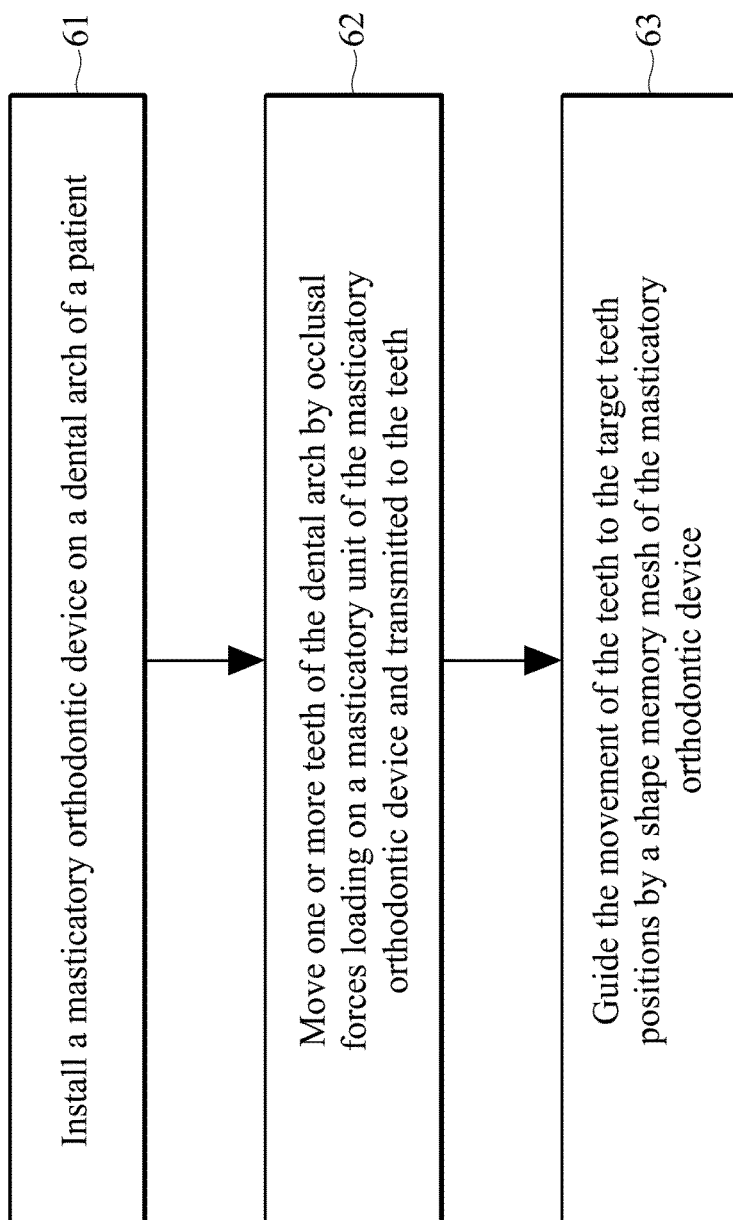 Install a masticatory orthodontic device on a dental arch of a patient
61
Move one or more teeth of the dental arch by occlusal
forces loading on a masticatory unit of the masticatory
orthodontic device and transmitted to the teeth
62
Guide the movement of the teeth to the target teeth
positions by a shape memory mesh of the masticatory
orthodontic device
63